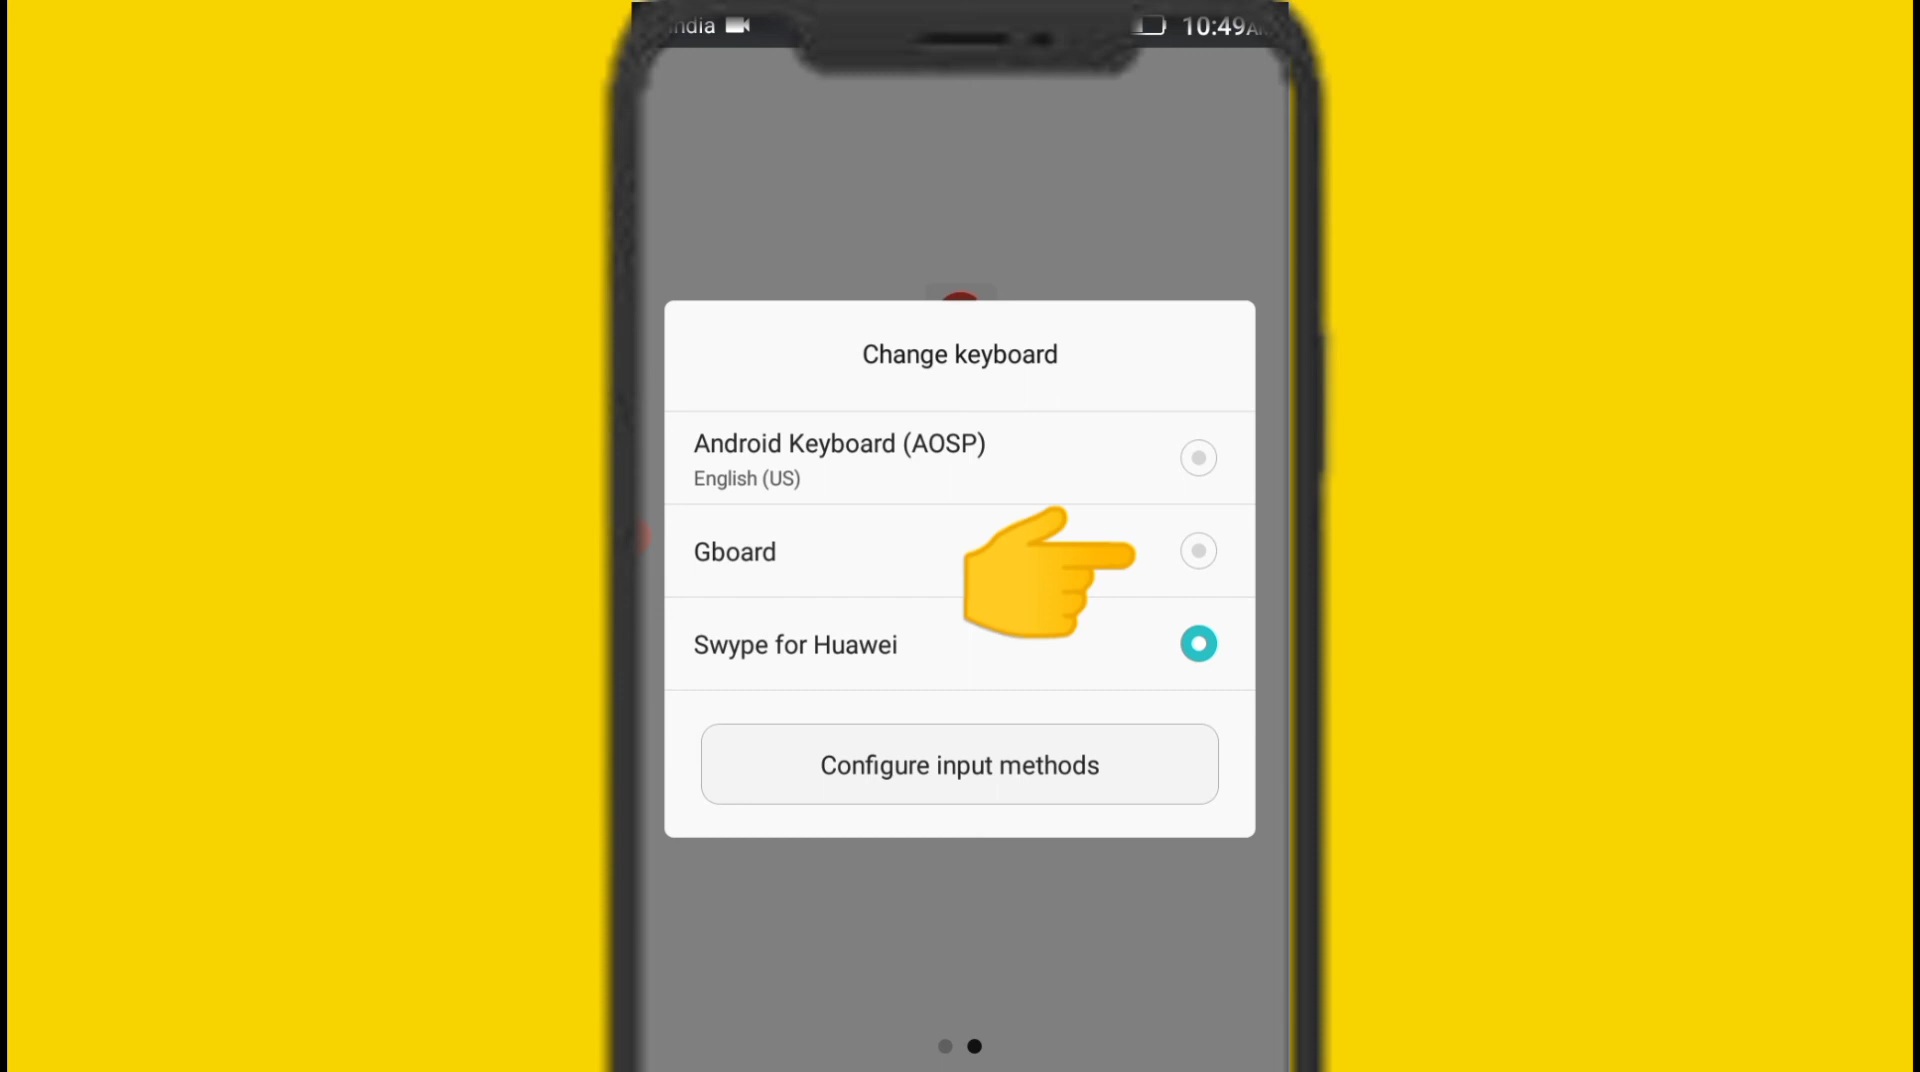 10:49
Change keyboard
Android Keyboard (AOSP)
English (US)
Gboard
Swype for Huawei
Configure input methods